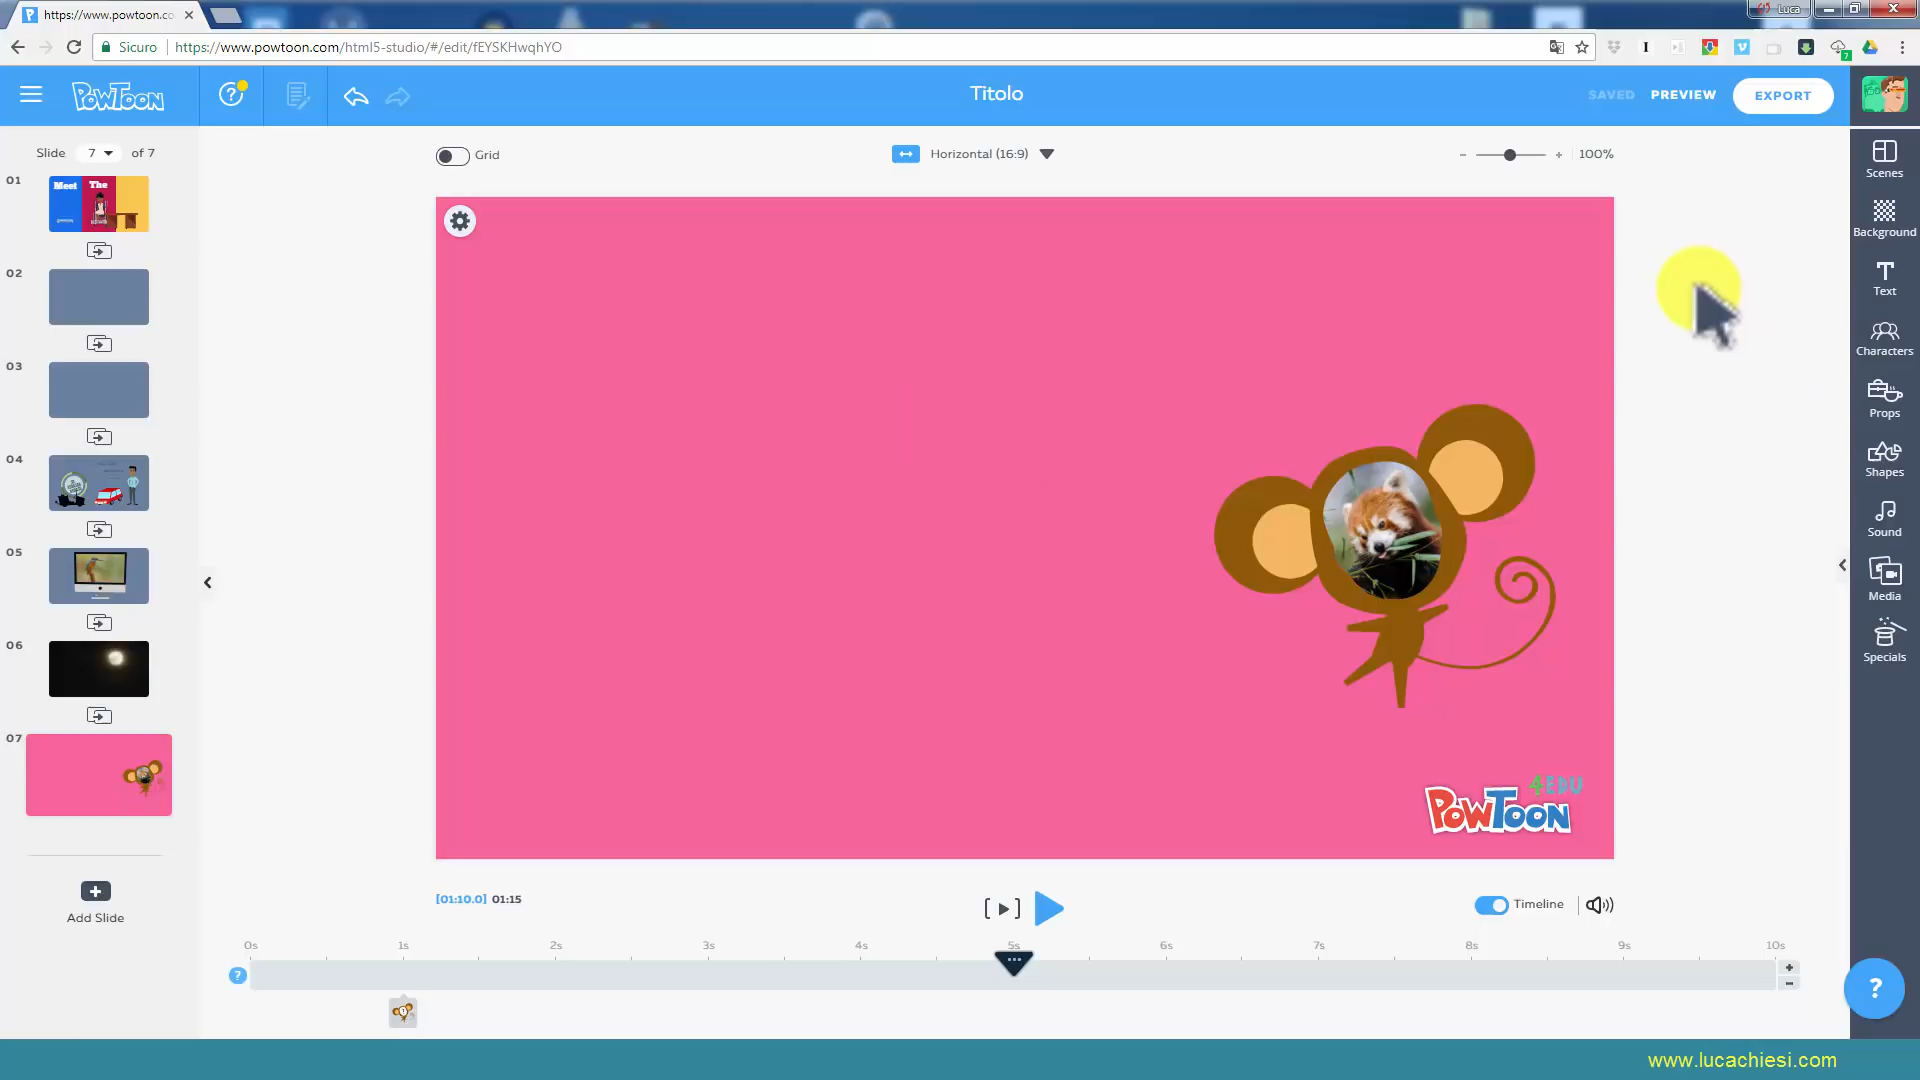 https://www.powtoon.co
Luca
Sicuro
https://www.powtoon.com/html5-studio/#/edit/fEYSKHwqhYO
7
PowToon
?
Titolo
SAVED
PREVIEW
EXPORT
Slide 7 of 7
Grid
Horizontal (16:9)
100%
01
Meet The
02
03
04
05
06
07
Add Slide
Scenes
Background
Text
Characters
Props
Shapes
Sound
Media
Specials
4EDU
PowToon
[01:10.0] 01:15
Timeline
0s 1s 2s 3s 4s 5s 6s 7s 8s 9s 10s
?
?
www.lucachiesi.com